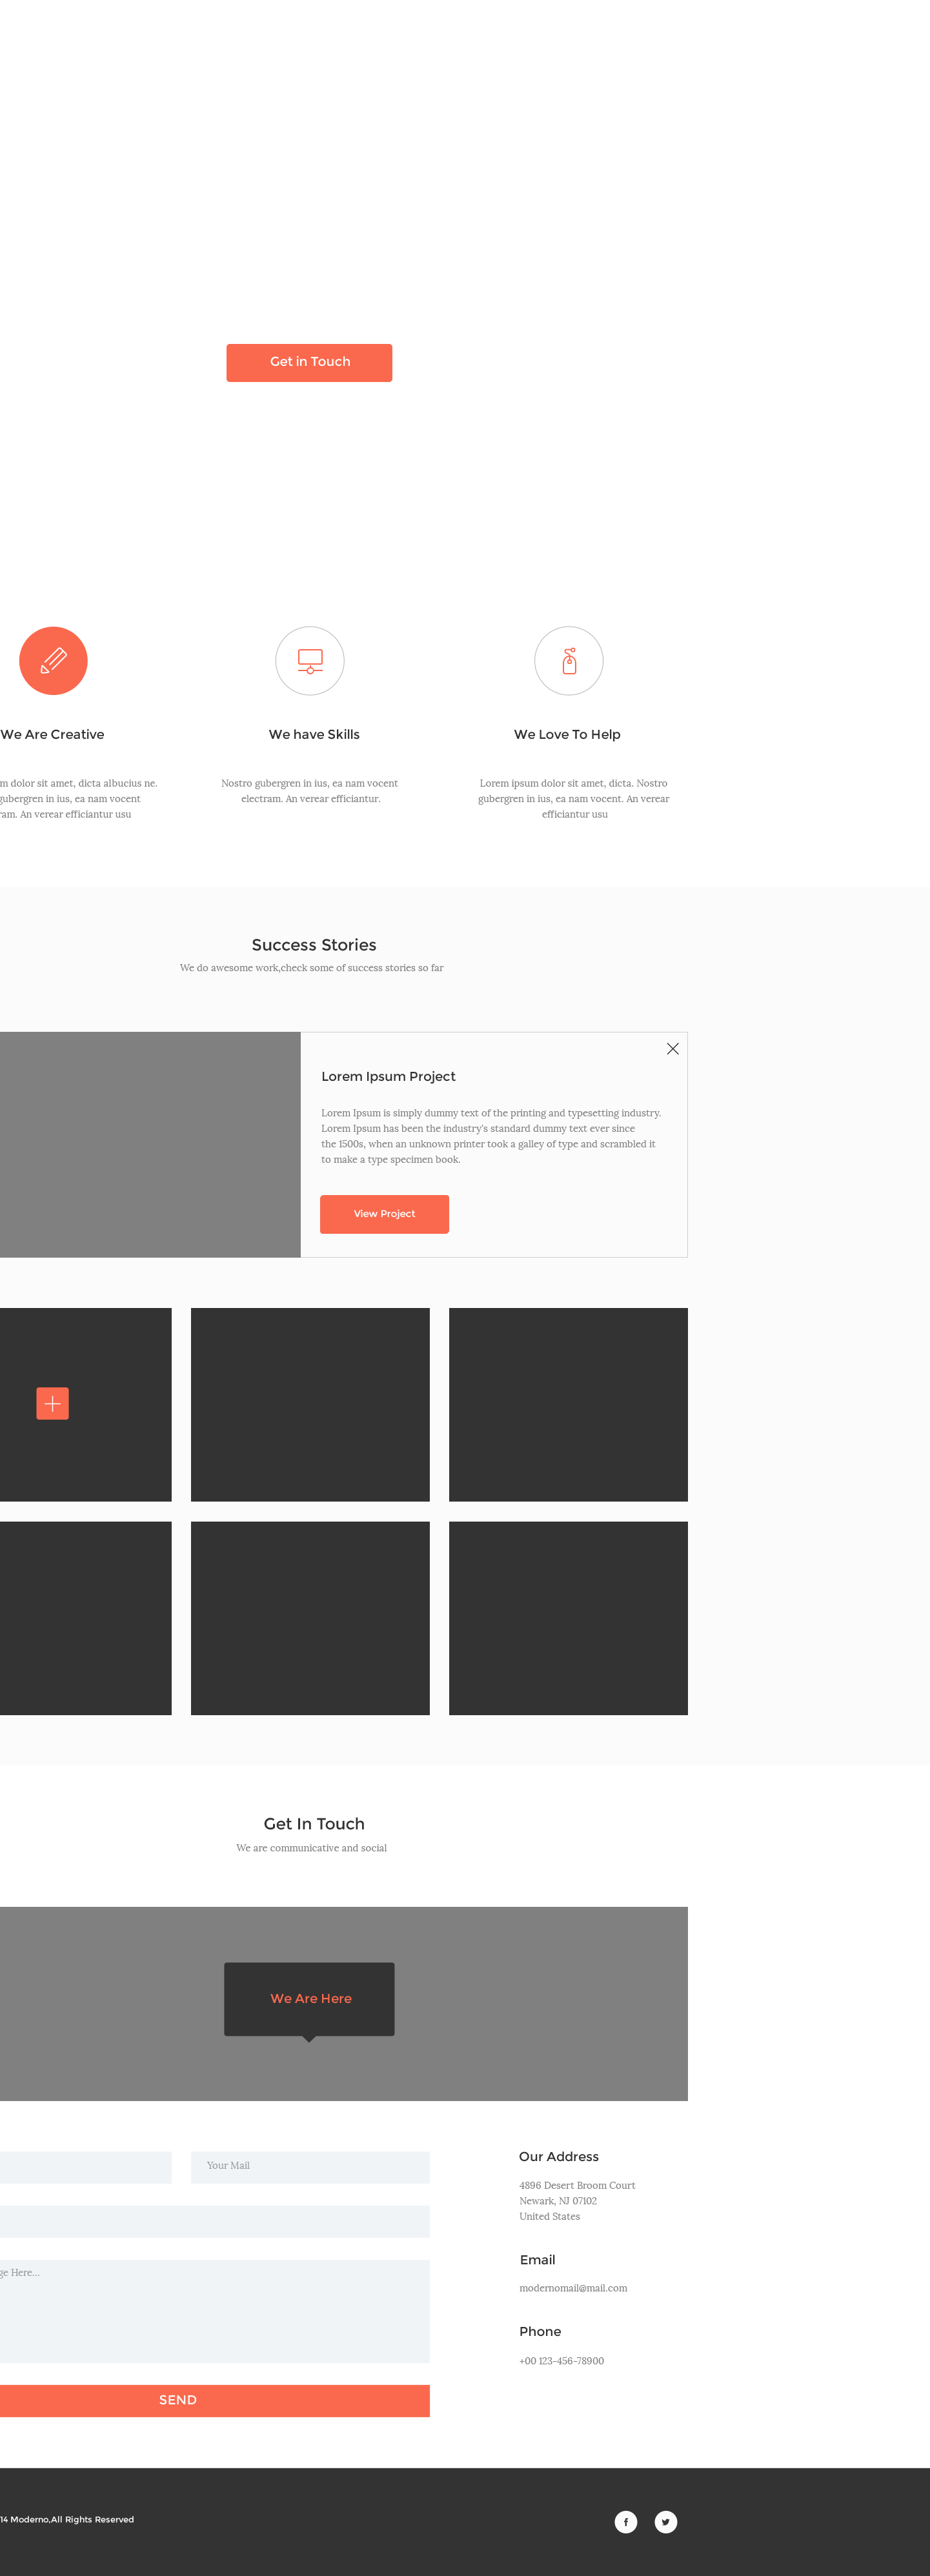 Get in Touch
We Are Creative
We have Skills
We Love To Help
dolor sit amet, dicta albucius ne.
gubergren in ius, ea nam vocent
An verear efficiantur usu
Nostro gubergren in ius, ea nam vocent
electram. An verear efficiantur.
Lorem ipsum dolor sit amet, dicta. Nostro
gubergren in ius, ea nam vocent. An verear
efficiantur usu
Success Stories
We do awesome work,check some of success stories so far
Lorem Ipsum Project
Lorem Ipsum is simply dummy text of the printing and typesetting industry.
Lorem Ipsum has been the industry's standard dummy text ever since
the 1500s, when an unknown printer took a galley of type and scrambled it
to make a type specimen book.
View Project
Get In Touch
We are communicative and social
We Are Here
Your Mail
Here...
SEND
Our Address
4896 Desert Broom Court
Newark, NJ 07102
United States
Email
modernomail@mail.com
Phone
+00 123-456-78900
14 Moderno,All Rights Reserved